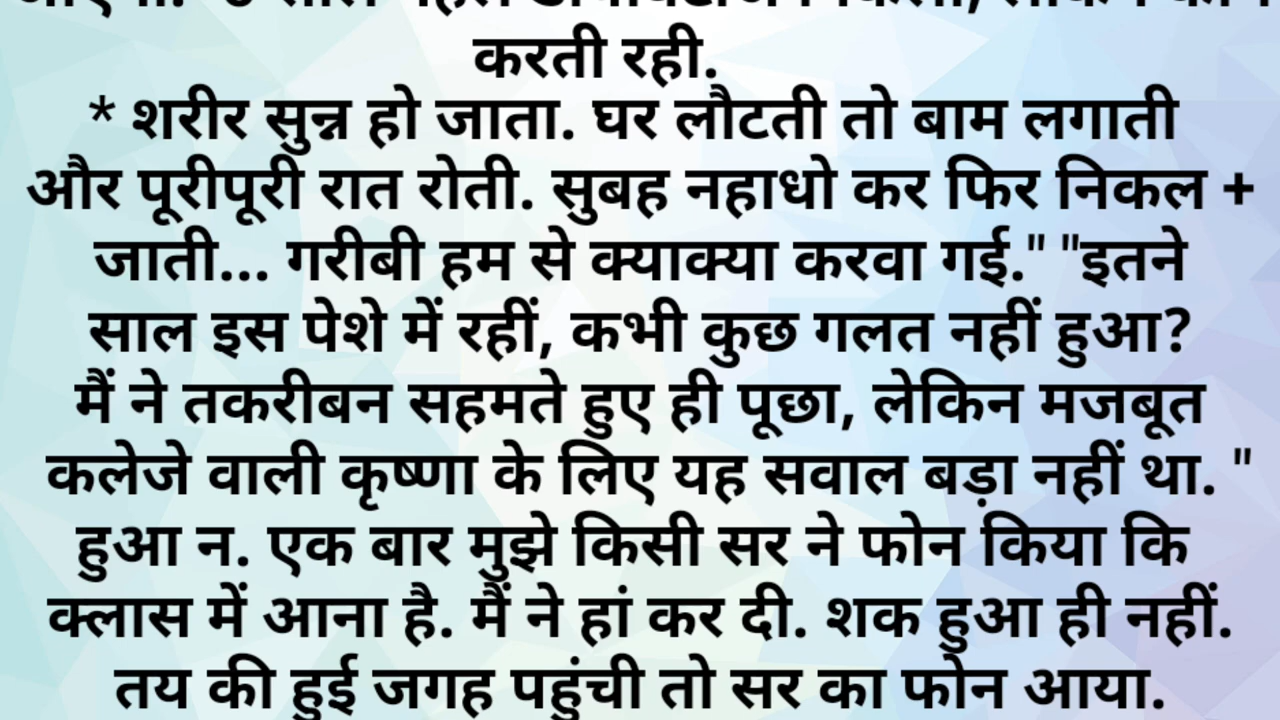 करती रही.
* शरीर सुन्न हो जाता. घर लौटती तो बाम लगाती
और पूरीपूरी रात रोती. सुबह नहाधो कर फिर निकल +
जाती... गरीबी हम से क्याक्या करवा गई." "इतने
साल इस पेशे में रहीं, कभी कुछ गलत नहीं हुआ?
मैं ने तकरीबन सहमते हुए ही पूछा, लेकिन मजबूत
कलेजे वाली कृष्णा के लिए यह सवाल बड़ा नहीं था. "
हुआ न. एक बार मुझे किसी सर ने फोन किया कि
क्लास में आना है. मैं ने हां कर दी. शक हुआ ही नहीं.
तय की हुई जगह पहुंची तो सर का फोन आया.